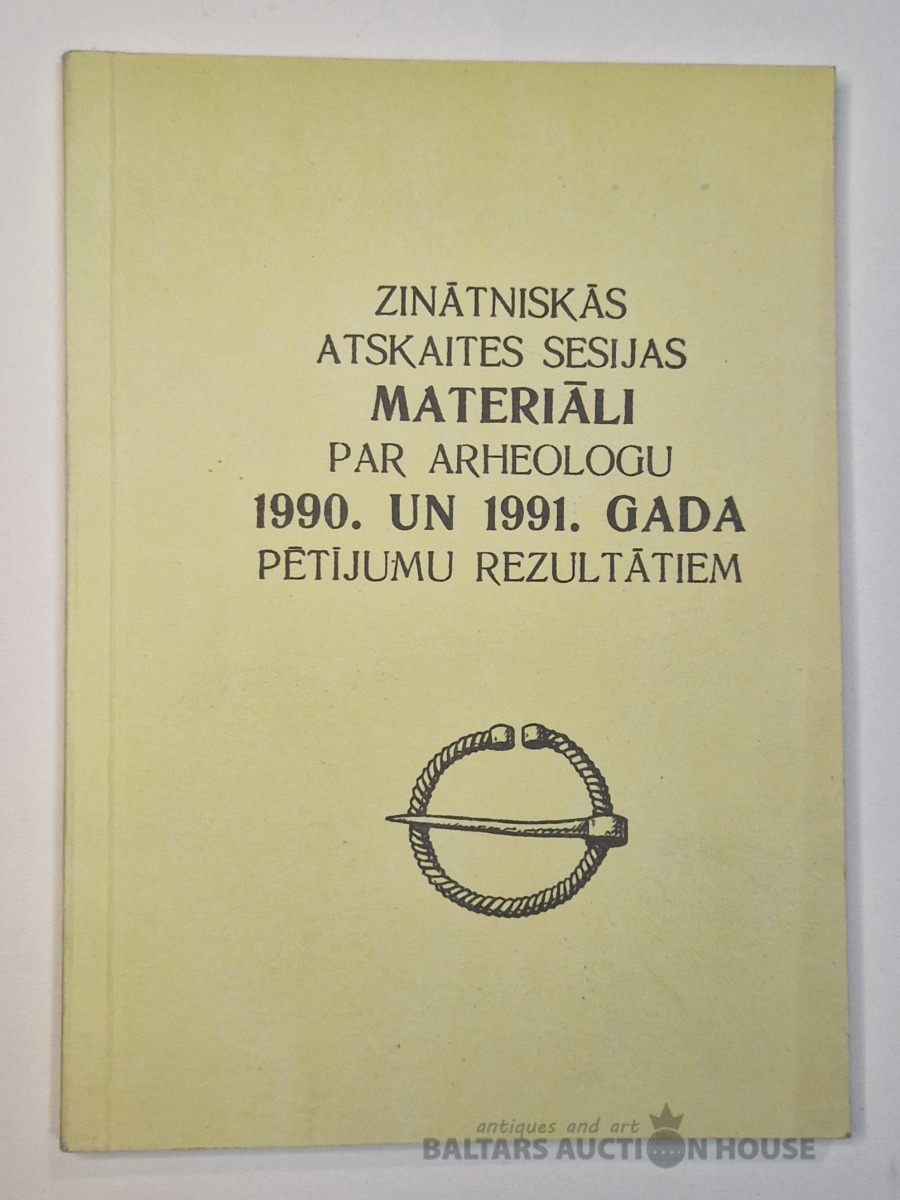 ZINĀTNISKĀS
ATSKAITES SESIJAS
MATERIĀLI
PAR ARHEOLOGU
1990. UN 1991. GADA
PĒTĪJUMU REZULTĀTIEM
antiques and art
BALTARS AUCTION HOUSE